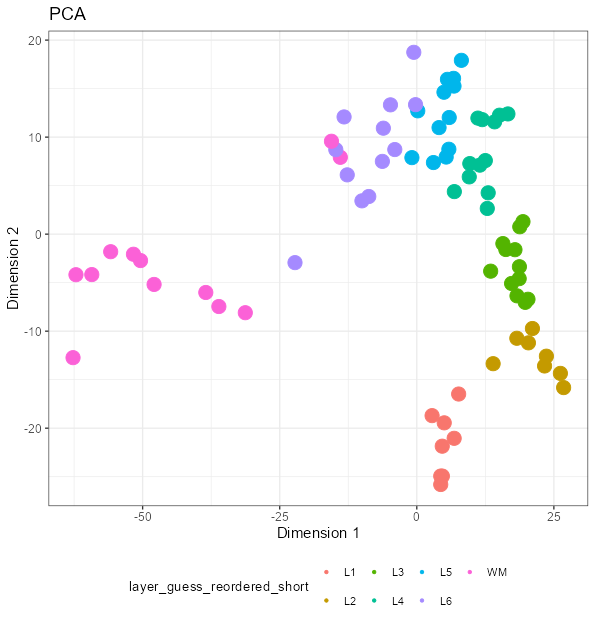 PCA
20
10
0
-10
-20
Dimension 2
-50
-25
0
25
Dimension 1
layer_guess_reordered_short
L1
L3
L5
WM
L2
L4
L6